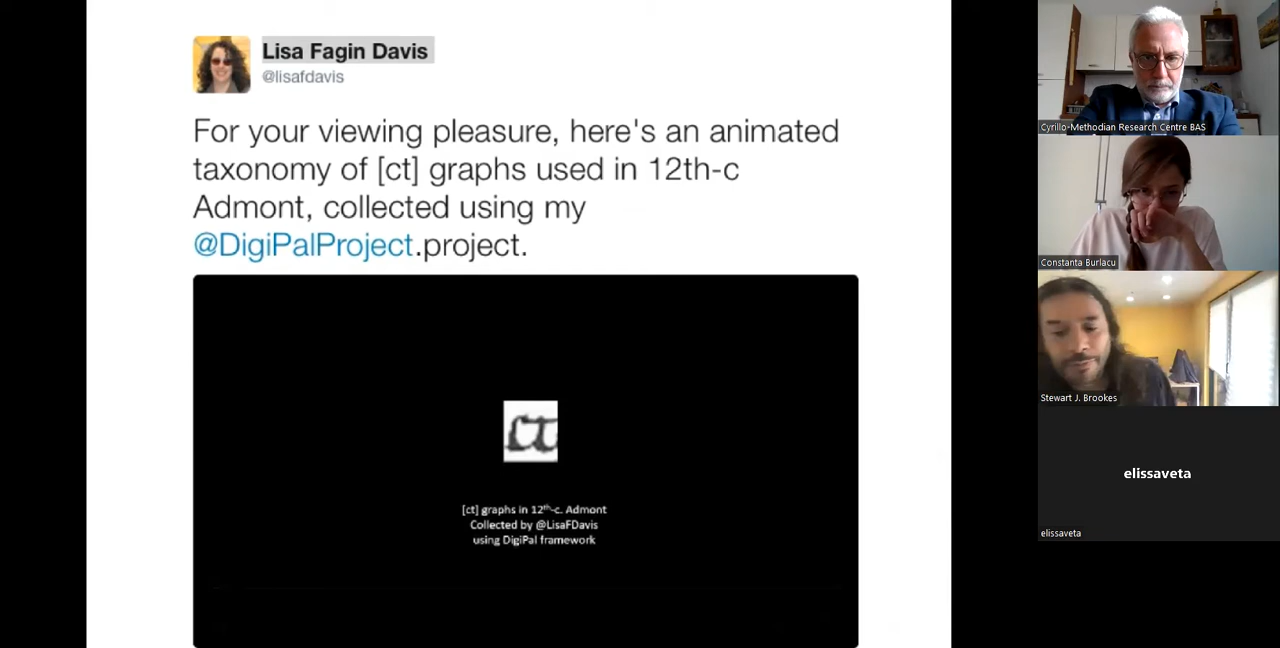 Lisa Fagin Davis
@lisafdavis
For your viewing pleasure, here's an animated
taxonomy of [ct] graphs used in 12th-c
Admont, collected using my
@DigiPalProject.project.
ct
[ct] graphs in 12th-c. Admont
Collected by @LisaFDavis
using DigiPal framework
Cyrillo-Methodian Research Centre BAS
Constanta Burlacu
Stewart J. Brookes
elissaveta
elissaveta